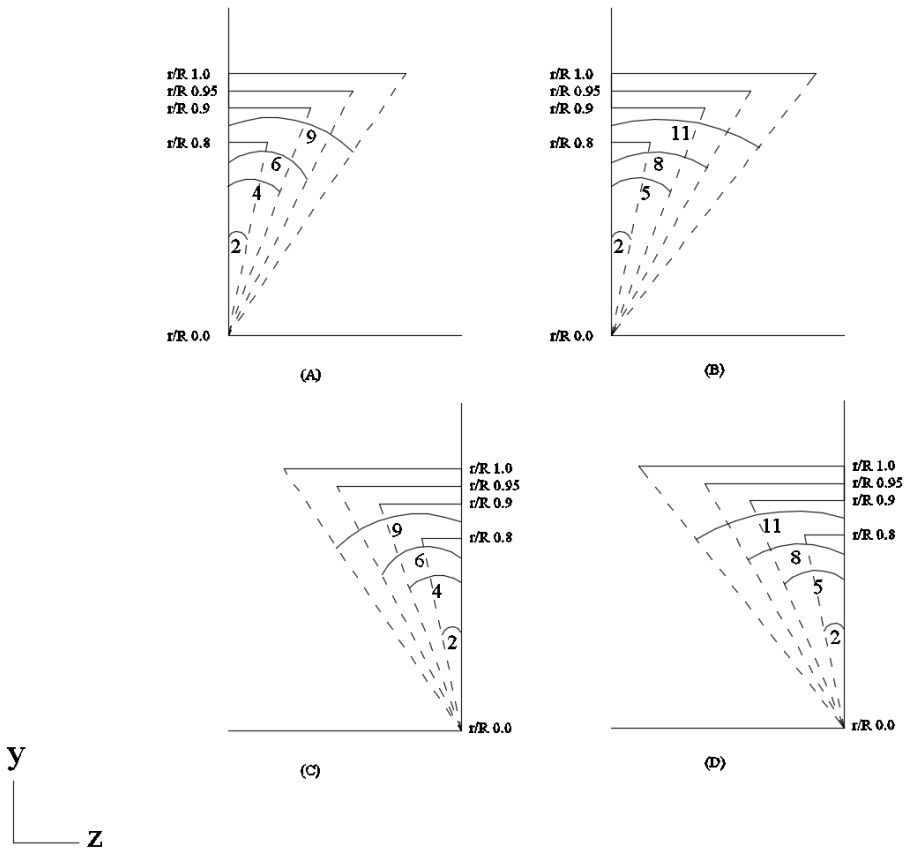 r/R 1.0
r/R 0.95
r/R 0.9
r/R 0.8
r/R 0.0
9
6
4
2
(A)
r/R 1.0
r/R 0.95
r/R 0.9
r/R 0.8
r/R 0.0
11
8
5
2
(B)
r/R 1.0
r/R 0.95
r/R 0.9
r/R 0.8
r/R 0.0
9
6
4
2
(C)
r/R 1.0
r/R 0.95
r/R 0.9
r/R 0.8
r/R 0.0
11
8
5
2
(D)
y
z